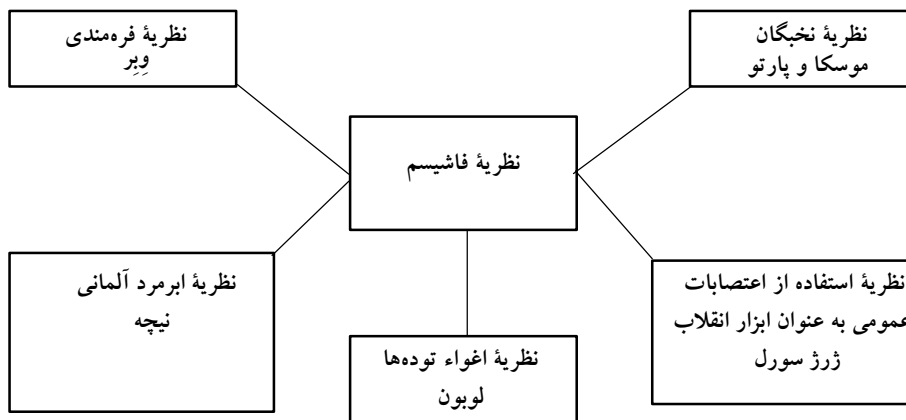 نظریهٔ نخبگان
موسکا و پارتو
نظریهٔ فره‌مندی
وِبِر
نظریهٔ فاشیسم
نظریهٔ استفاده از اعتصابات
عمومی به عنوان ابزار انقلاب
ژرژ سورل
نظریهٔ اغواء توده‌ها
لوبون
نظریهٔ ابرمرد آلمانی
نیچه